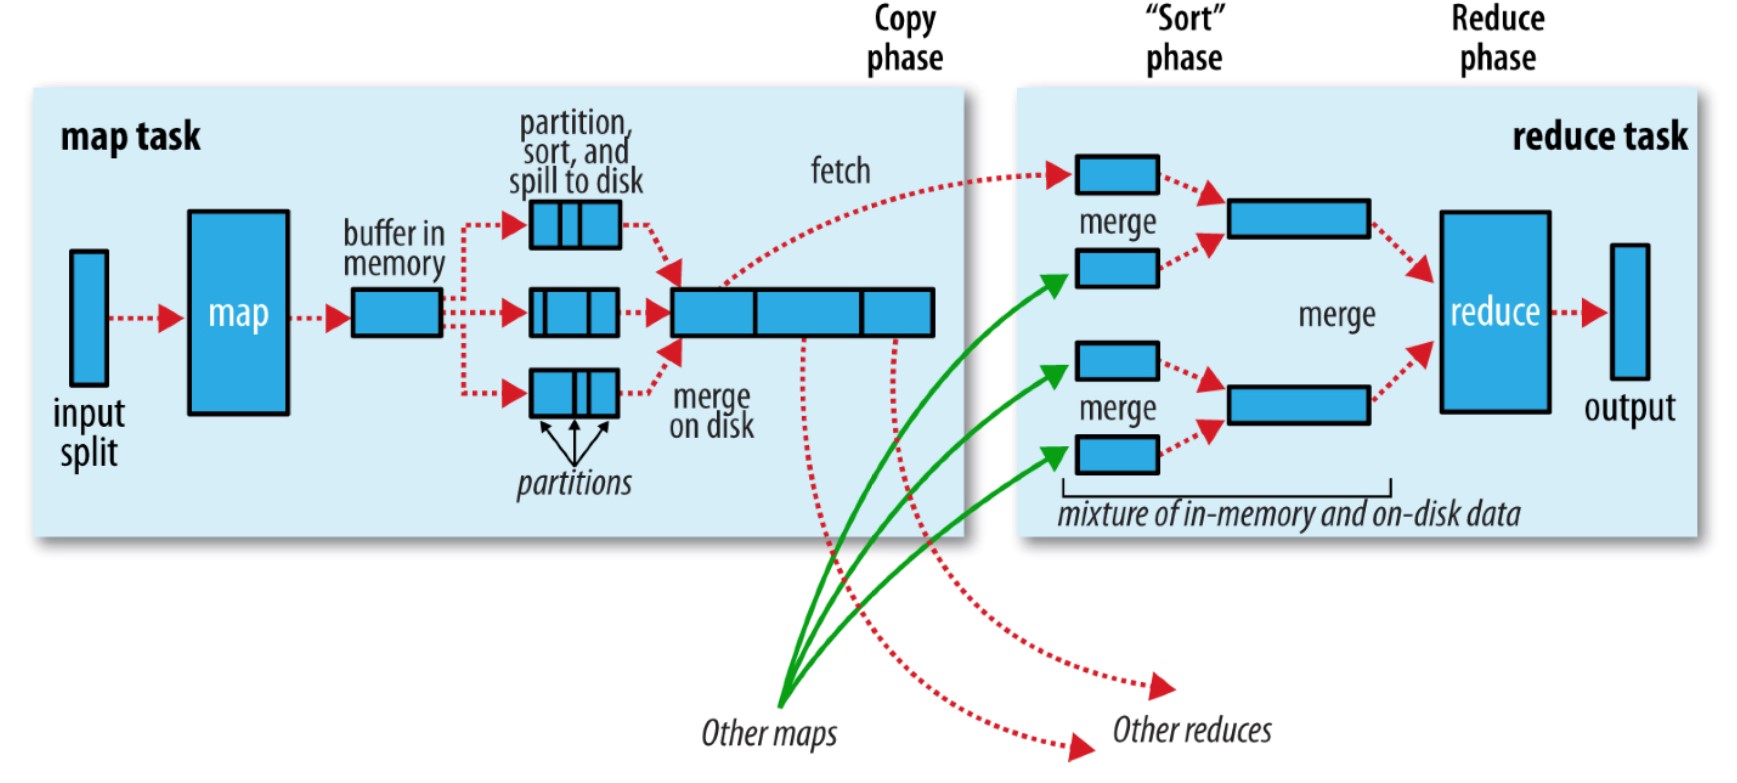 Copy
phase
“Sort”
phase
Reduce
phase
map task
reduce task
partition,
sort, and
spill to disk
fetch
buffer in
memory
merge
map
merge
reduce
input
split
merge
on disk
merge
output
partitions
mixture of in-memory and on-disk data
Other maps
Other reduces